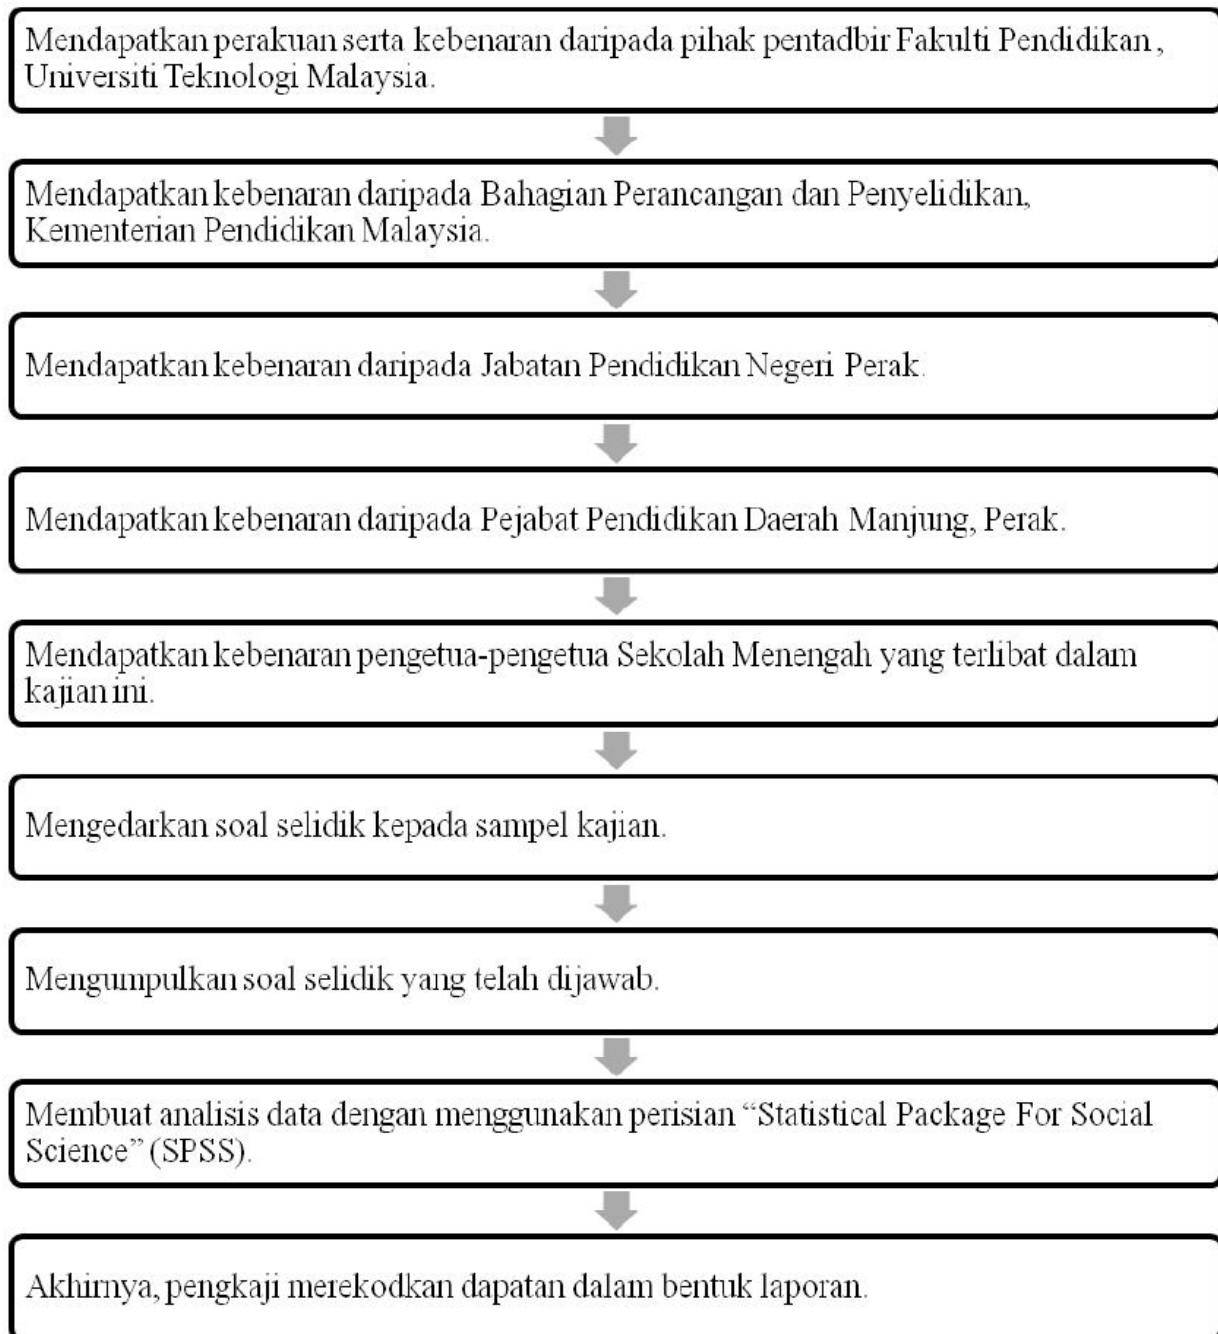 Mendapatkan perakuan serta kebenaran daripada pihak pentadbir Fakulti Pendidikan ,
Universiti Teknologi Malaysia.
Mendapatkan kebenaran daripada Bahagian Perancangan dan Penyelidikan,
Kementerian Pendidikan Malaysia.
Mendapatkan kebenaran daripada Jabatan Pendidikan Negeri Perak.
Mendapatkan kebenaran daripada Pejabat Pendidikan Daerah Manjung, Perak.
Mendapatkan kebenaran pengetua-pengetua Sekolah Menengah yang terlibat dalam
kajian ini.
Mengedarkan soal selidik kepada sampel kajian.
Mengumpulkan soal selidik yang telah dijawab.
Membuat analisis data dengan menggunakan perisian “Statistical Package For Social
Science” (SPSS).
Akhirnya, pengkaji merekodkan dapatan dalam bentuk laporan.